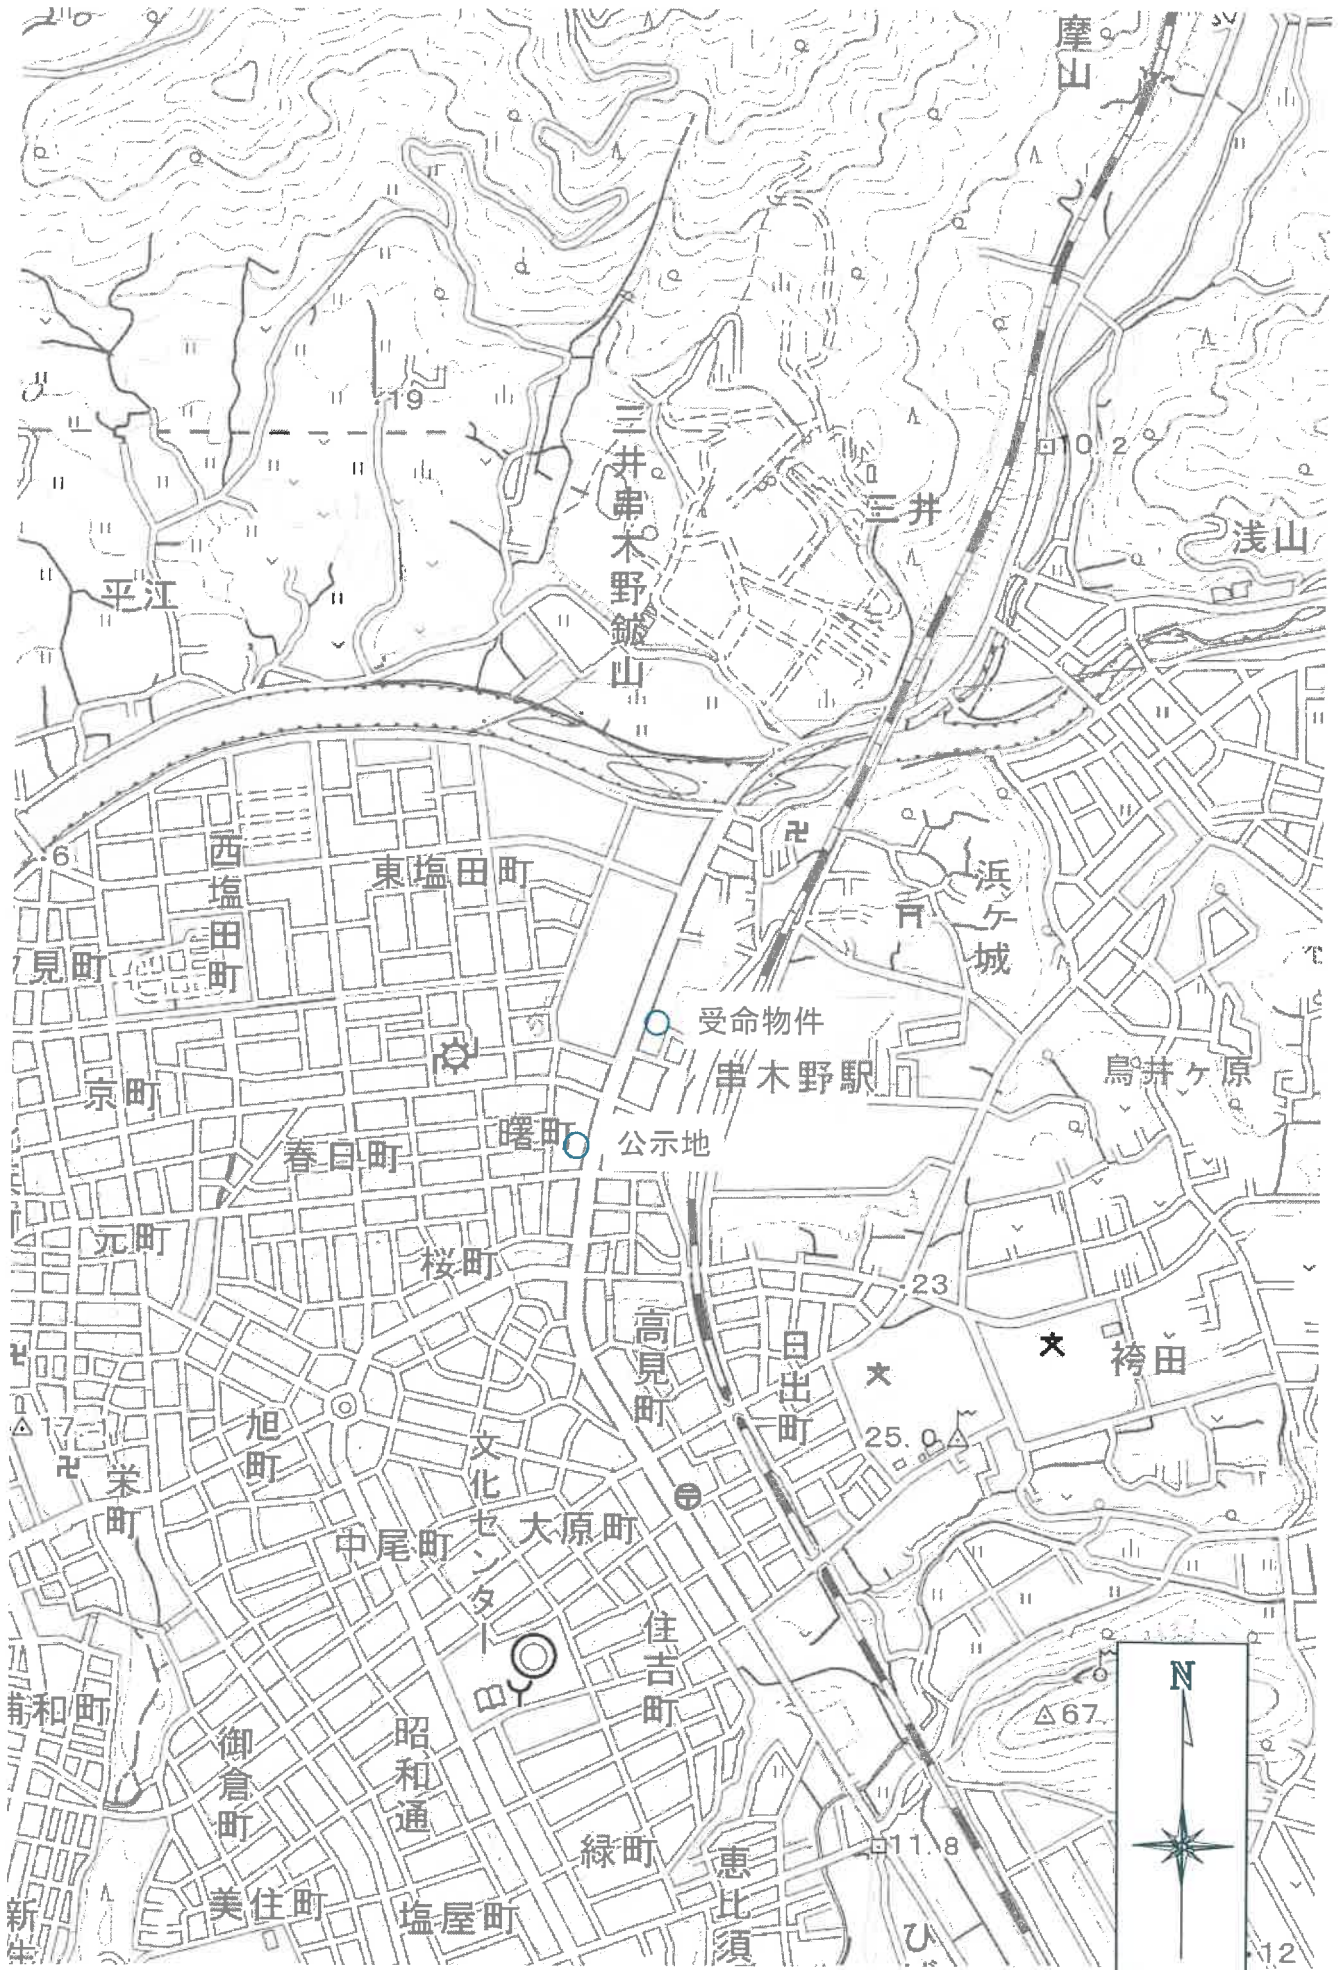 摩山
19
10.2
三井串木野鉱山
三井
浅山
平江
6
西塩田町
東塩田町
浜ヶ城
見町
受命物件
串木野駅
鳥井ヶ原
京町
曙町
公示地
春日町
元町
桜町
23
高見町
日出町
袴田
17.1
旭町
25.0
文化センター
栄町
大原町
中尾町
住吉町
N
浦和町
67
御倉町
昭和通
緑町
11.8
恵比須
美住町
塩屋町
新生
ひ
12